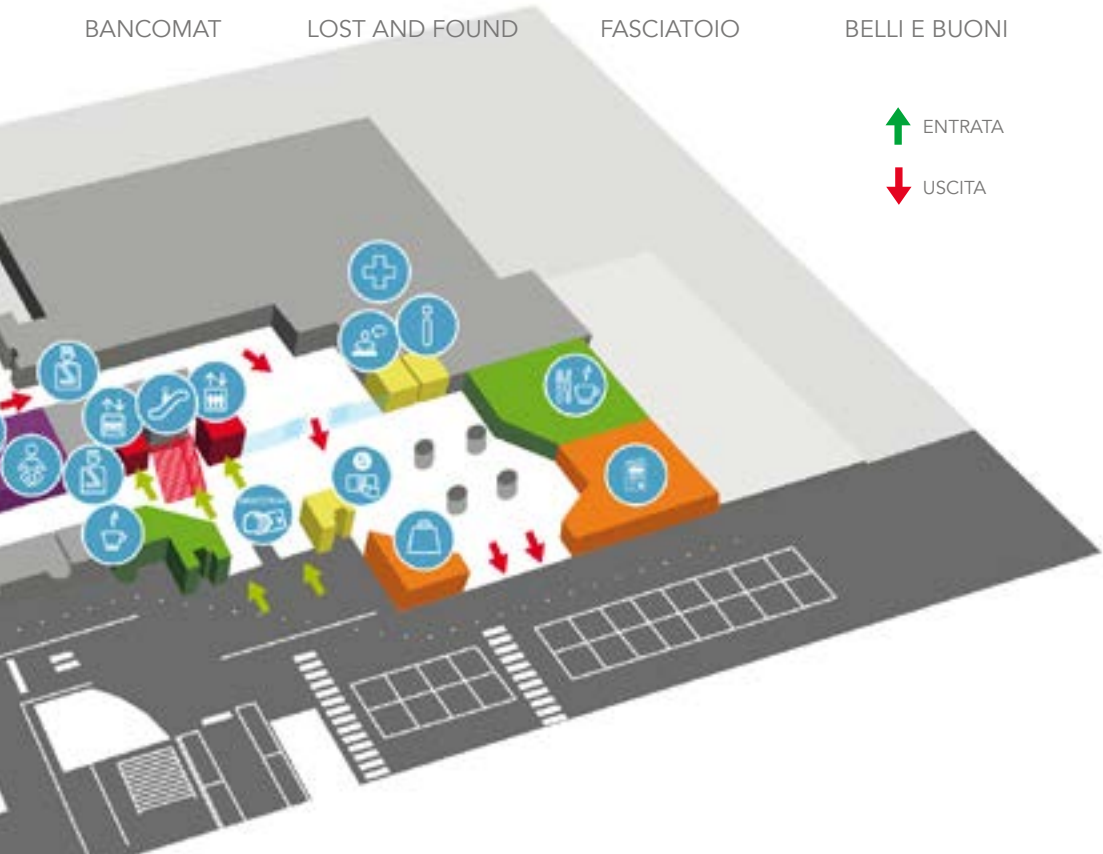 BANCOMAT
LOST AND FOUND
FASCIATOIO
BELLI E BUONI
ENTRATA
USCITA